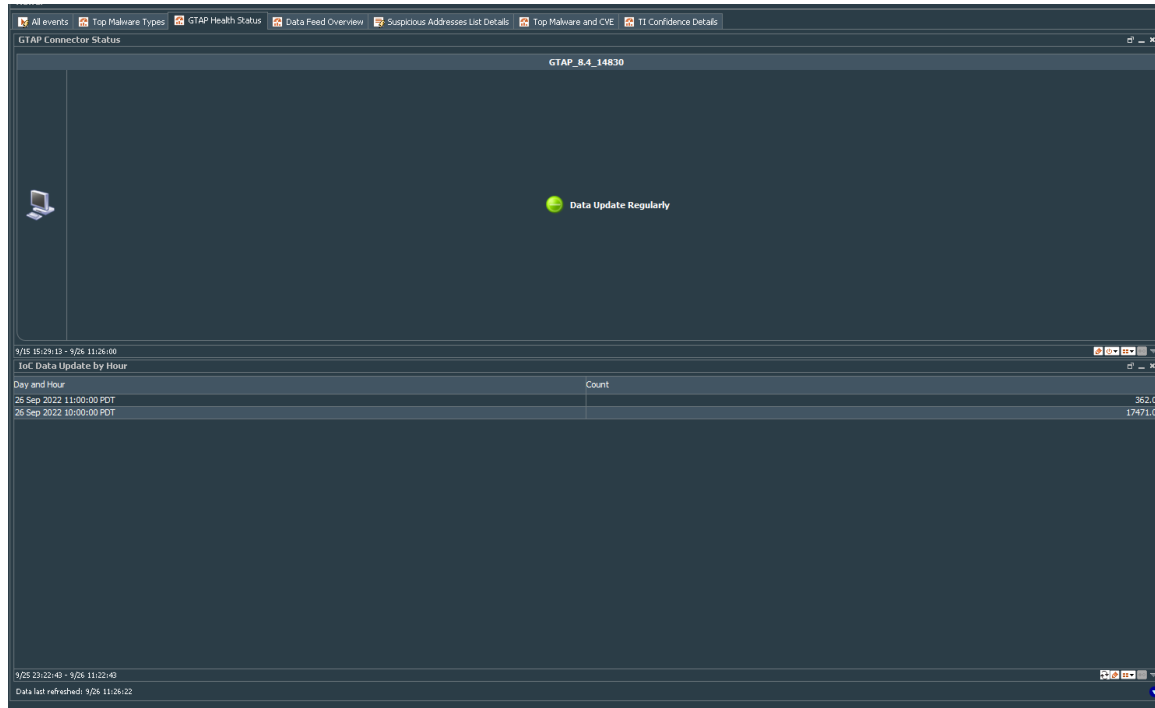 All events Top Malware Types GTAP Health Status Data Feed Overview Suspicious Addresses List Details Top Malware and CVE TI Confidence Details
GTAP Connector Status
GTAP_8.4_14830
Data Update Regularly
9/15 15:29:13 - 9/26 11:26:00
IoC Data Update by Hour
Day and Hour Count
26 Sep 2022 11:00:00 PDT 362.0
26 Sep 2022 10:00:00 PDT 17471.0
9/25 23:22:43 - 9/26 11:22:43
Data last refreshed: 9/26 11:26:22